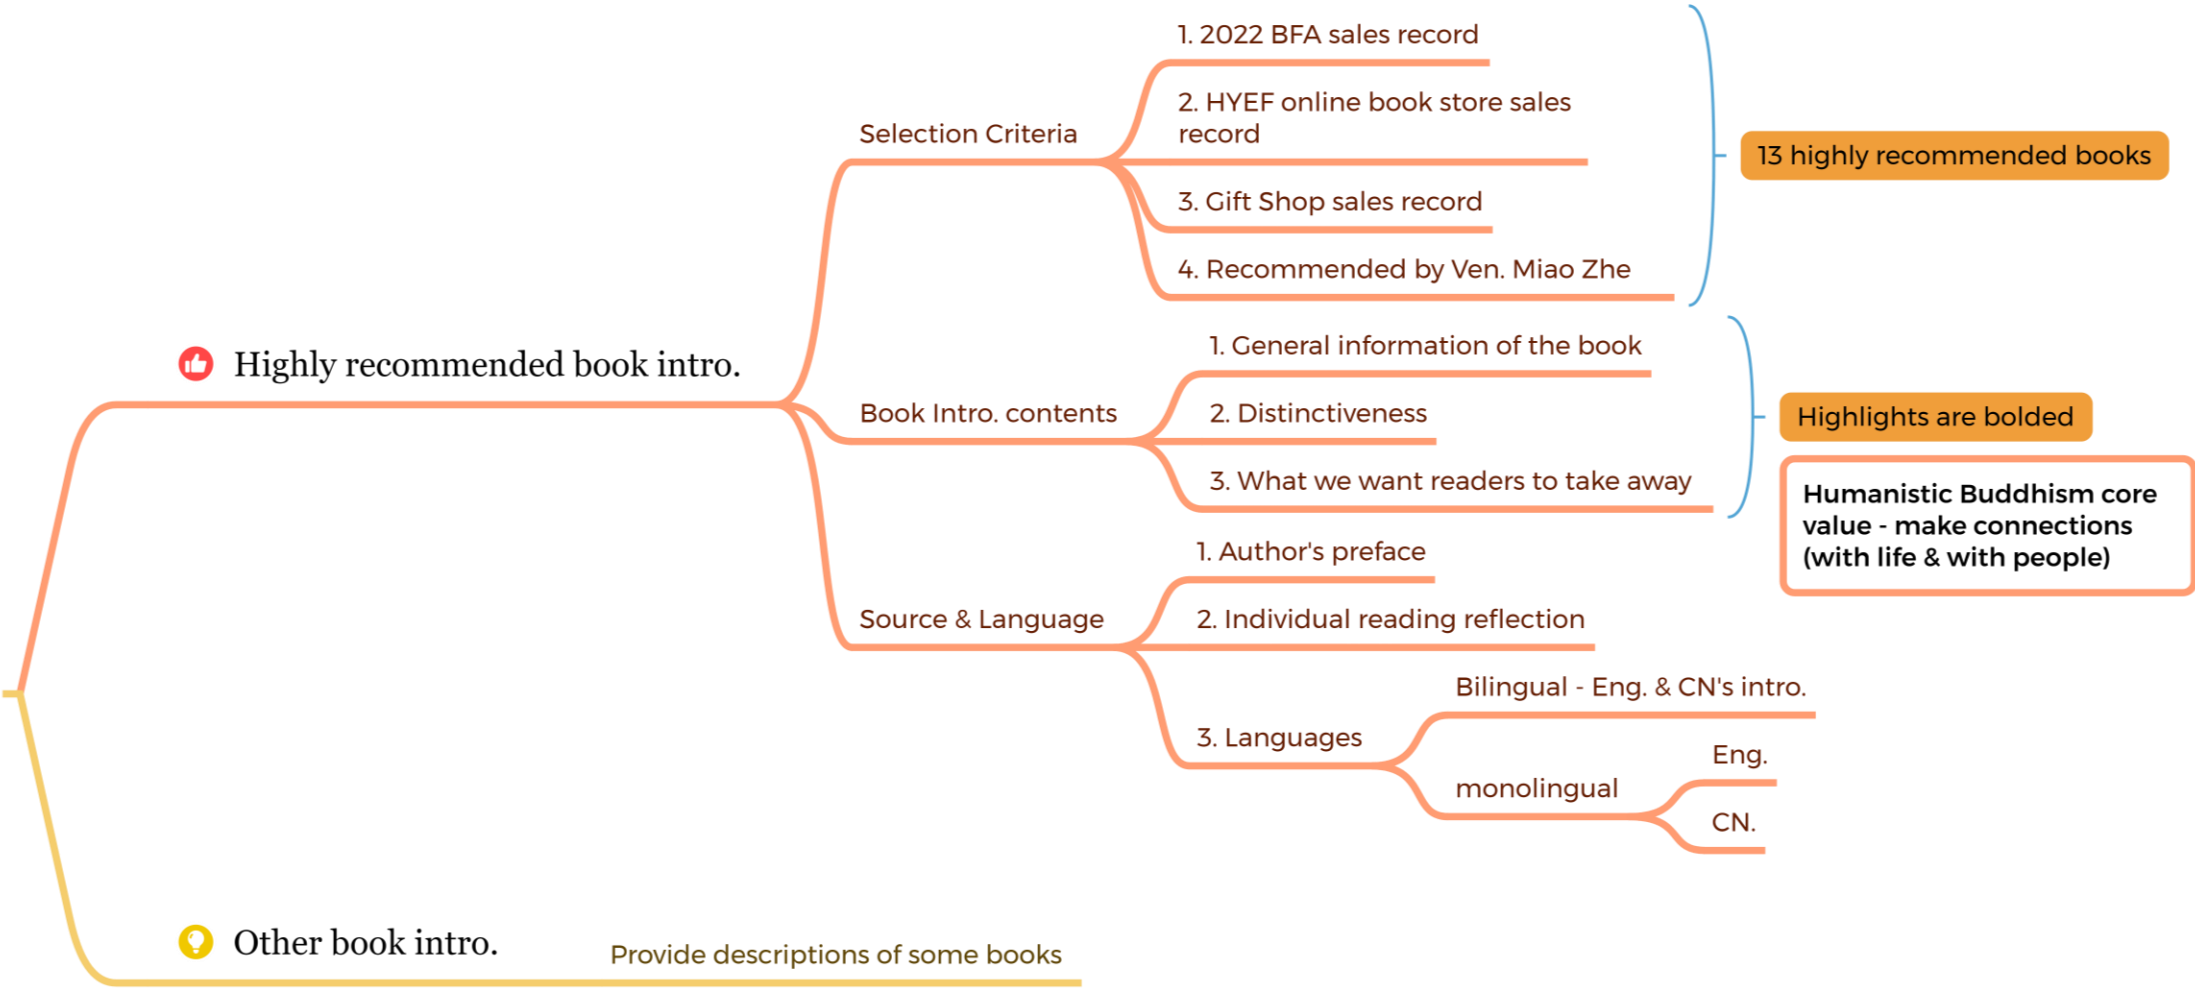 1. 2022 BFA sales record
2. HYEF online book store sales
record
Selection Criteria
3. Gift Shop sales record
4. Recommended by Ven. Miao Zhe
13 highly recommended books
Highly recommended book intro.
1. General information of the book
Book Intro. contents
2. Distinctiveness
3. What we want readers to take away
Highlights are bolded
Humanistic Buddhism core
value - make connections
(with life & with people)
1. Author's preface
Source & Language
2. Individual reading reflection
3. Languages
Bilingual - Eng. & CN's intro.
monolingual
Eng.
CN.
Other book intro.
Provide descriptions of some books